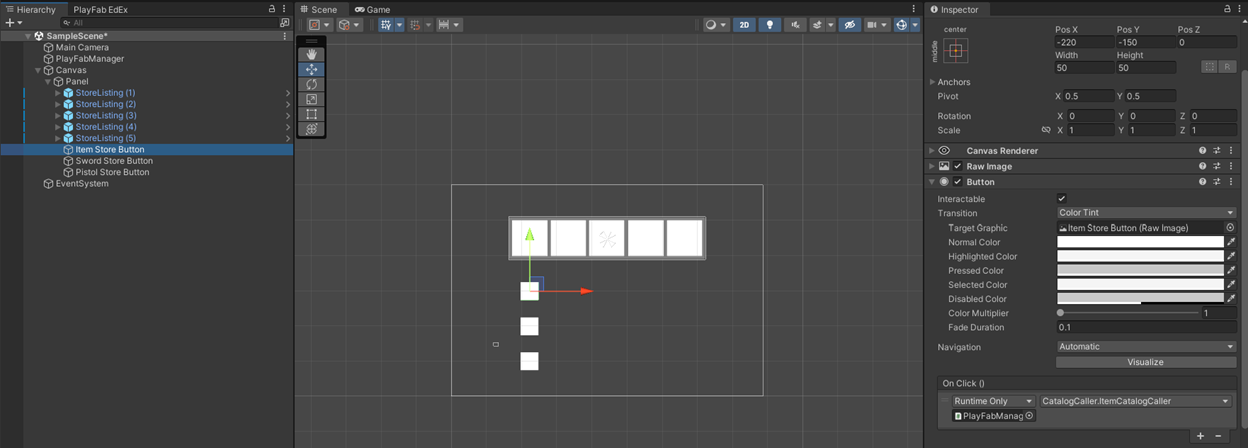 Hierarchy
PlayFab EdEx
All
SampleScene*
Main Camera
PlayFabManager
Canvas
Panel
StoreListing (1)
StoreListing (2)
StoreListing (3)
StoreListing (4)
StoreListing (5)
Item Store Button
Sword Store Button
Pistol Store Button
EventSystem
Scene
Game
2D
Inspector
center
middle
Pos X Pos Y Pos Z
-220 -150 0
Width Height
50 50
R
Anchors
Pivot X 0.5 Y 0.5
Rotation X 0 Y 0 Z 0
Scale X 1 Y 1 Z 1
Canvas Renderer
Raw Image
Button
Interactable
Transition Color Tint
Target Graphic Item Store Button (Raw Image)
Normal Color
Highlighted Color
Pressed Color
Selected Color
Disabled Color
Color Multiplier 1
Fade Duration 0.1
Navigation Automatic
Visualize
On Click ()
Runtime Only CatalogCaller.ItemCatalogCaller
PlayFabManag